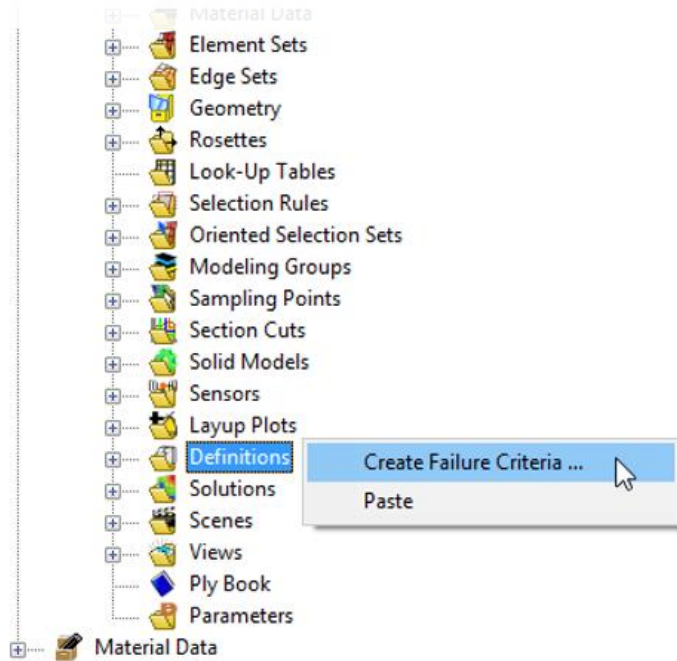 Material Data
Element Sets
Edge Sets
Geometry
Rosettes
Look-Up Tables
Selection Rules
Oriented Selection Sets
Modeling Groups
Sampling Points
Section Cuts
Solid Models
Sensors
Layup Plots
Definitions
Create Failure Criteria ...
Paste
Solutions
Scenes
Views
Ply Book
Parameters
Material Data